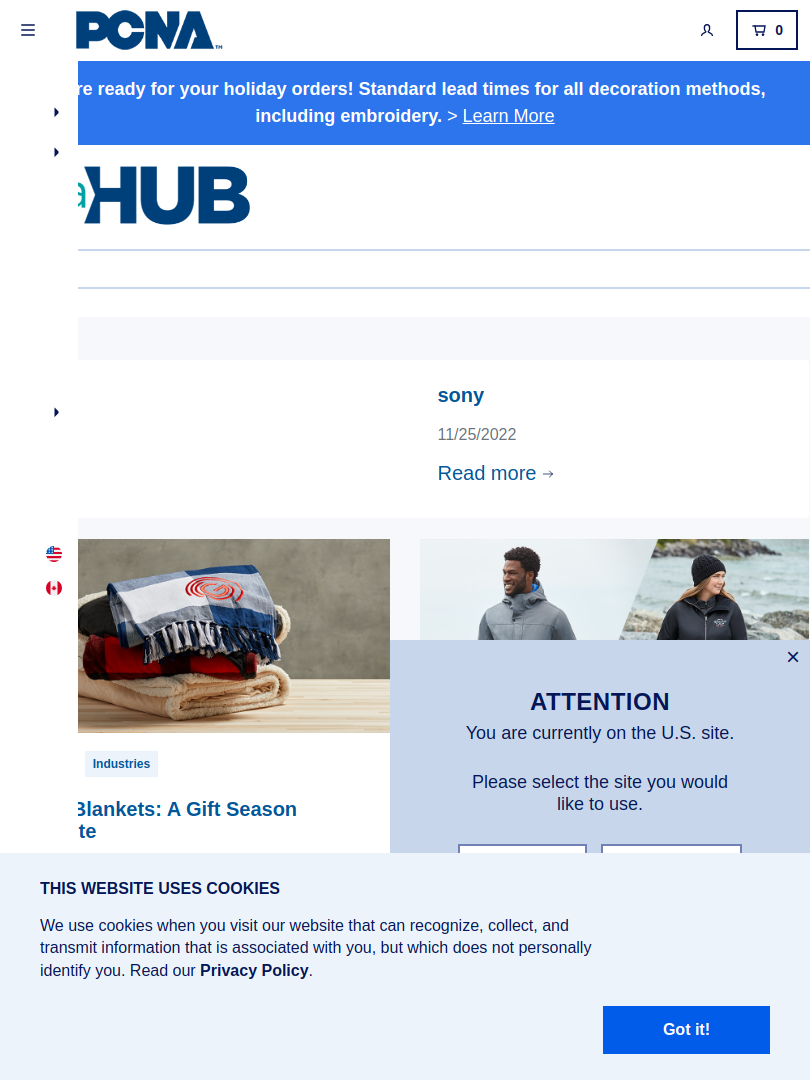 PCNA™
0
re ready for your holiday orders! Standard lead times for all decoration methods,
including embroidery. > Learn More
HUB
sony
11/25/2022
Read more
Industries
Blankets: A Gift Season
te
ATTENTION
You are currently on the U.S. site.
Please select the site you would
like to use.
THIS WEBSITE USES COOKIES
We use cookies when you visit our website that can recognize, collect, and
transmit information that is associated with you, but which does not personally
identify you. Read our Privacy Policy.
Got it!